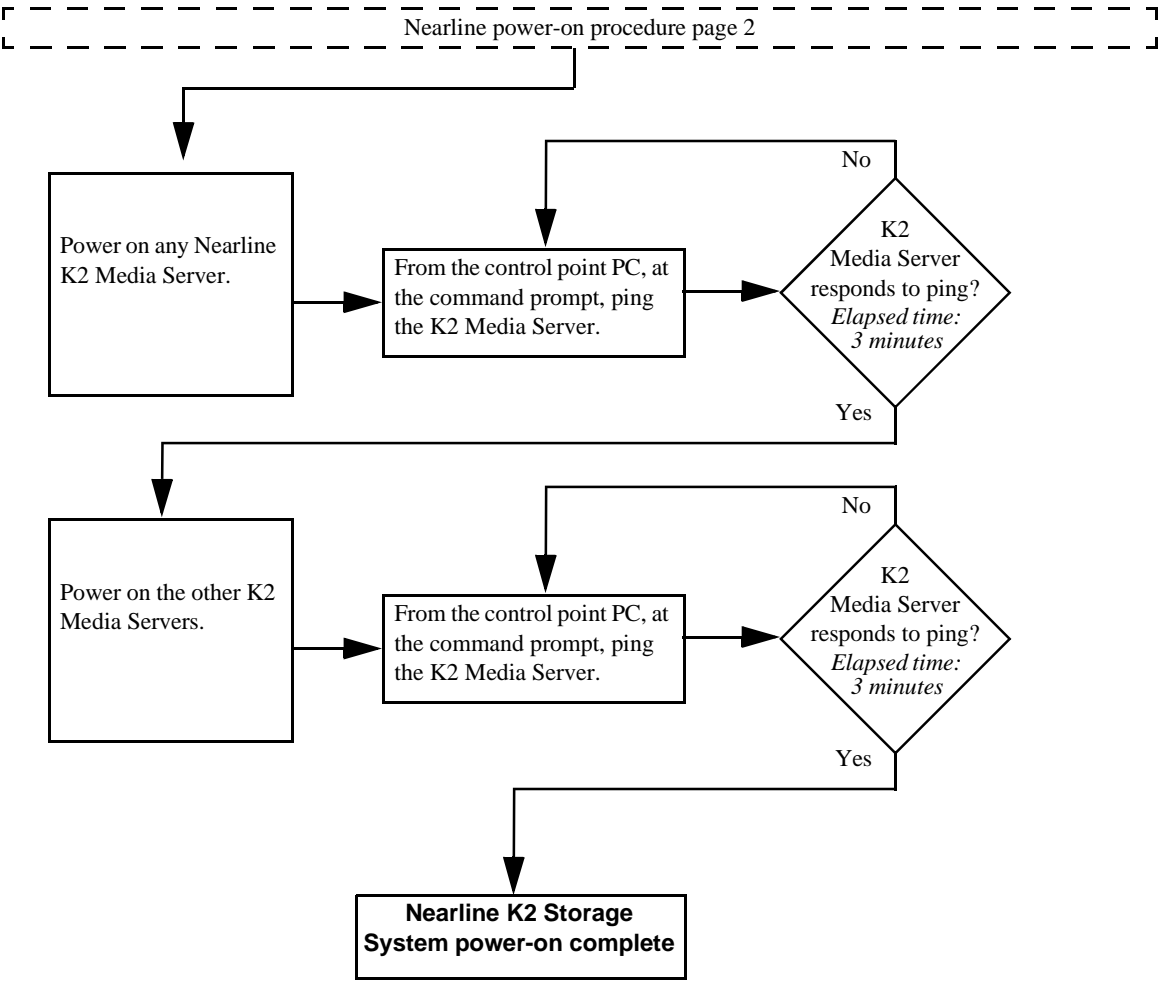 Nearline power-on procedure page 2
Power on any Nearline
K2 Media Server.
From the control point PC, at
the command prompt, ping
the K2 Media Server.
No
K2
Media Server
responds to ping?
Elapsed time:
3 minutes
Yes
Power on the other K2
Media Servers.
From the control point PC, at
the command prompt, ping
the K2 Media Server.
No
K2
Media Server
responds to ping?
Elapsed time:
3 minutes
Yes
Nearline K2 Storage
System power-on complete